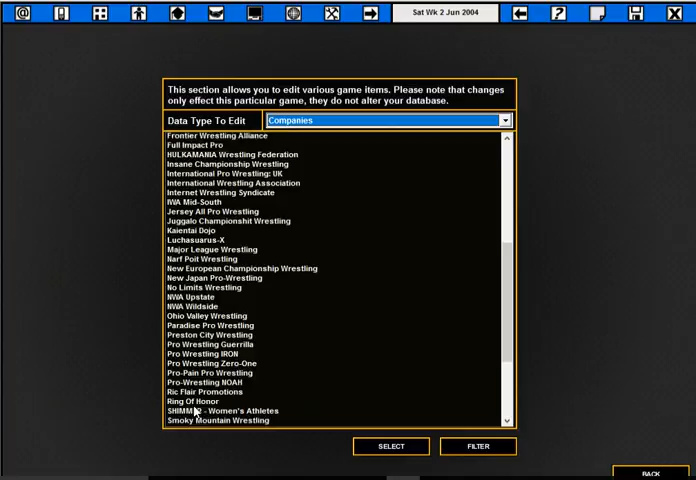 Sat Wk 2 Jun 2004
This section allows you to edit various game items. Please note that changes
only effect this particular game, they do not alter your database.
Data Type To Edit
Companies
Frontier Wrestling Alliance
Full Impact Pro
HULKAMANIA Wrestling Federation
Insane Championship Wrestling
International Pro Wrestling: UK
International Wrestling Association
Internet Wrestling Syndicate
IWA Mid-South
Jersey All Pro Wrestling
Juggalo Championshit Wrestling
Kaientai Dojo
Luchasuarus-X
Major League Wrestling
Narf Poit Wrestling
New European Championship Wrestling
New Japan Pro-Wrestling
No Limits Wrestling
NWA Upstate
NWA Wildside
Ohio Valley Wrestling
Paradise Pro Wrestling
Preston City Wrestling
Pro Wrestling Guerrilla
Pro Wrestling IRON
Pro Wrestling Zero-One
Pro-Pain Pro Wrestling
Pro-Wrestling NOAH
Ric Flair Promotions
Ring Of Honor
SHIMMER - Women's Athletes
Smoky Mountain Wrestling
SELECT
FILTER
BACK